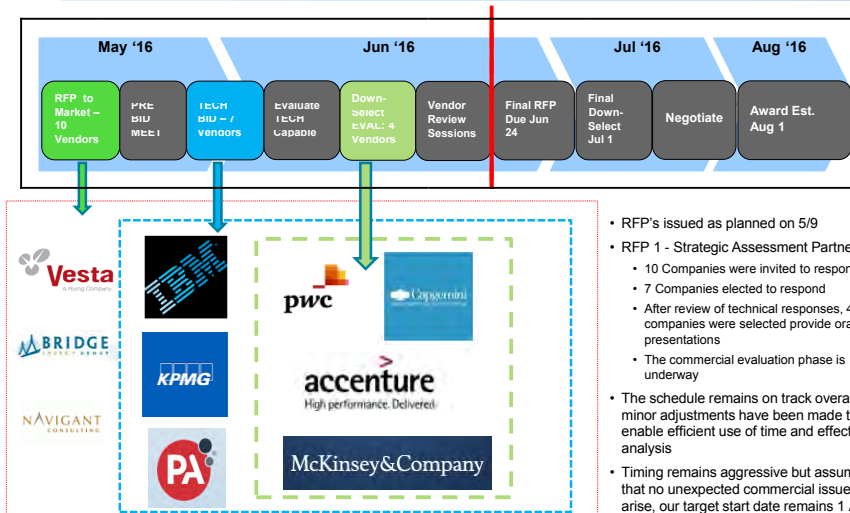 May ‘16
Jun ‘16
Jul ‘16
Aug ‘16
RFP to
Market –
10
Vendors
PRE
BID
MEET
TECH
BID – 7
Vendors
Evaluate
TECH
Capable
Down-
Select
EVAL: 4
Vendors
Vendor
Review
Sessions
Final RFP
Due Jun
24
Final
Down-
Select
Jul 1
Negotiate
Award Est.
Aug 1
Vesta
BRIDGE
ENERGY GROUP
NAVIGANT
CONSULTING
IBM
KPMG
PA
pwc
Capgemini
accenture
High performance. Delivered.
McKinsey&Company
• RFP's issued as planned on 5/9
• RFP 1 - Strategic Assessment Partne
• 10 Companies were invited to respon
• 7 Companies elected to respond
• After review of technical responses, 4
companies were selected provide ora
presentations
• The commercial evaluation phase is
underway
• The schedule remains on track overa
minor adjustments have been made t
enable efficient use of time and effect
analysis
• Timing remains aggressive but assum
that no unexpected commercial issue
arise, our target start date remains 1 A